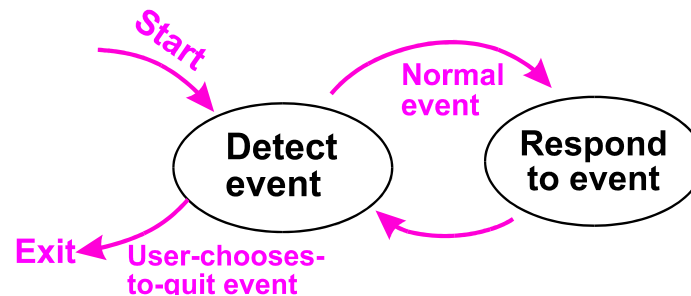 Start
Normal
event
Detect
event
Respond
to event
Exit
User-chooses-
to-quit event